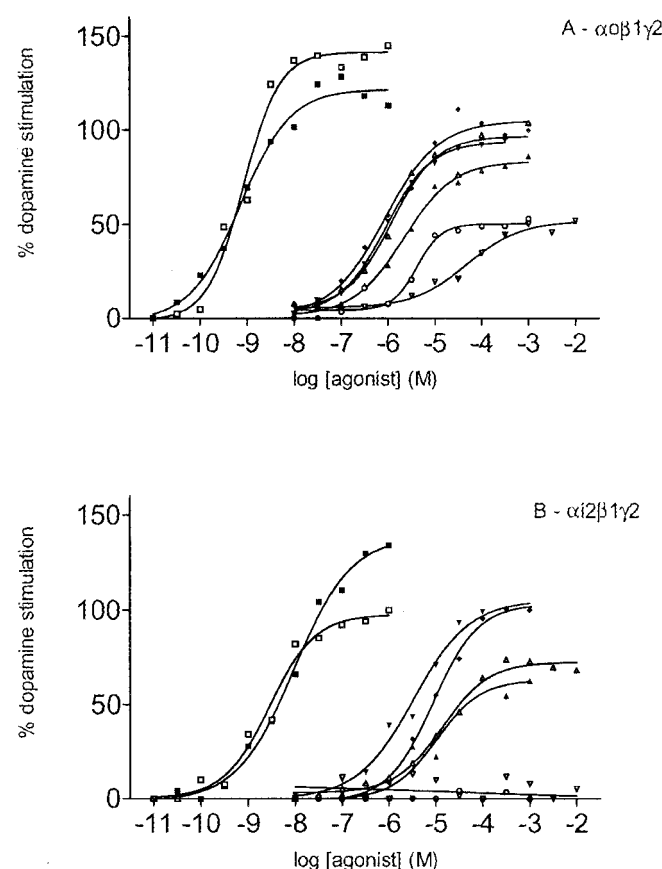 A - αοβ1γ2
% dopamine stimulation
150
100
50
0
-11 -10 -9 -8 -7 -6 -5 -4 -3 -2
log [agonist] (M)
B - αi2β1γ2
% dopamine stimulation
150
100
50
0
-11 -10 -9 -8 -7 -6 -5 -4 -3 -2
log [agonist] (M)